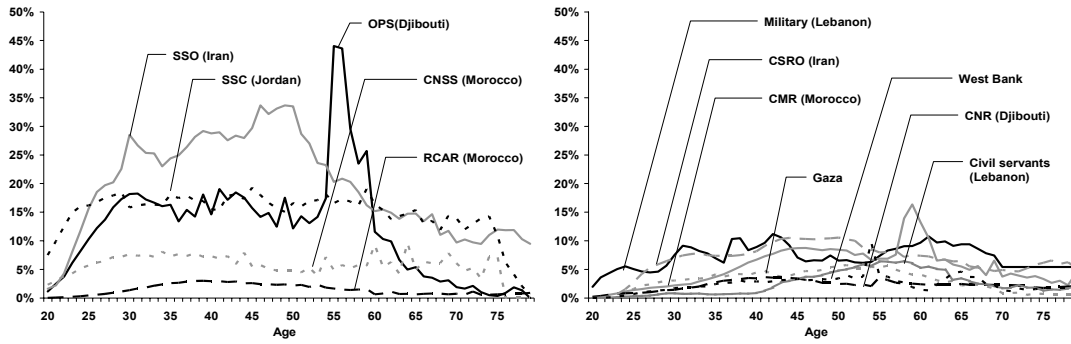 50%
45%
40%
35%
30%
25%
20%
15%
10%
5%
0%
OPS(Djibouti)
SSO (Iran)
SSC (Jordan)
CNSS (Morocco)
RCAR (Morocco)
20 25 30 35 40 45 50 55 60 65 70 75
Age
50%
45%
40%
35%
30%
25%
20%
15%
10%
5%
0%
Military (Lebanon)
CSRO (Iran)
West Bank
CMR (Morocco)
CNR (Djibouti)
Civil servants
(Lebanon)
Gaza
20 25 30 35 40 45 50 55 60 65 70 75
Age